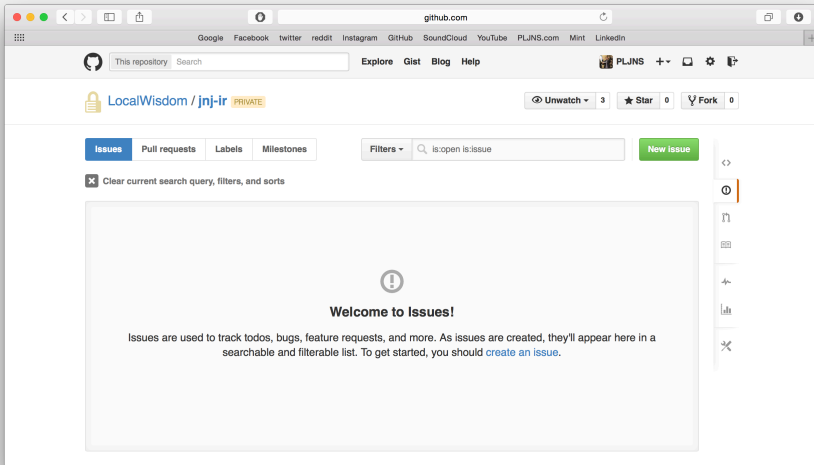 github.com
Google Facebook twitter reddit Instagram GitHub SoundCloud YouTube PLJNS.com Mint LinkedIn
This repository Search Explore Gist Blog Help PLJNS
LocalWisdom / jnj-ir PRIVATE Unwatch 3 Star 0 Fork 0
Issues Pull requests Labels Milestones Filters is:open is:issue New issue
Clear current search query, filters, and sorts
Welcome to Issues!
Issues are used to track todos, bugs, feature requests, and more. As issues are created, they'll appear here in a
searchable and filterable list. To get started, you should create an issue.